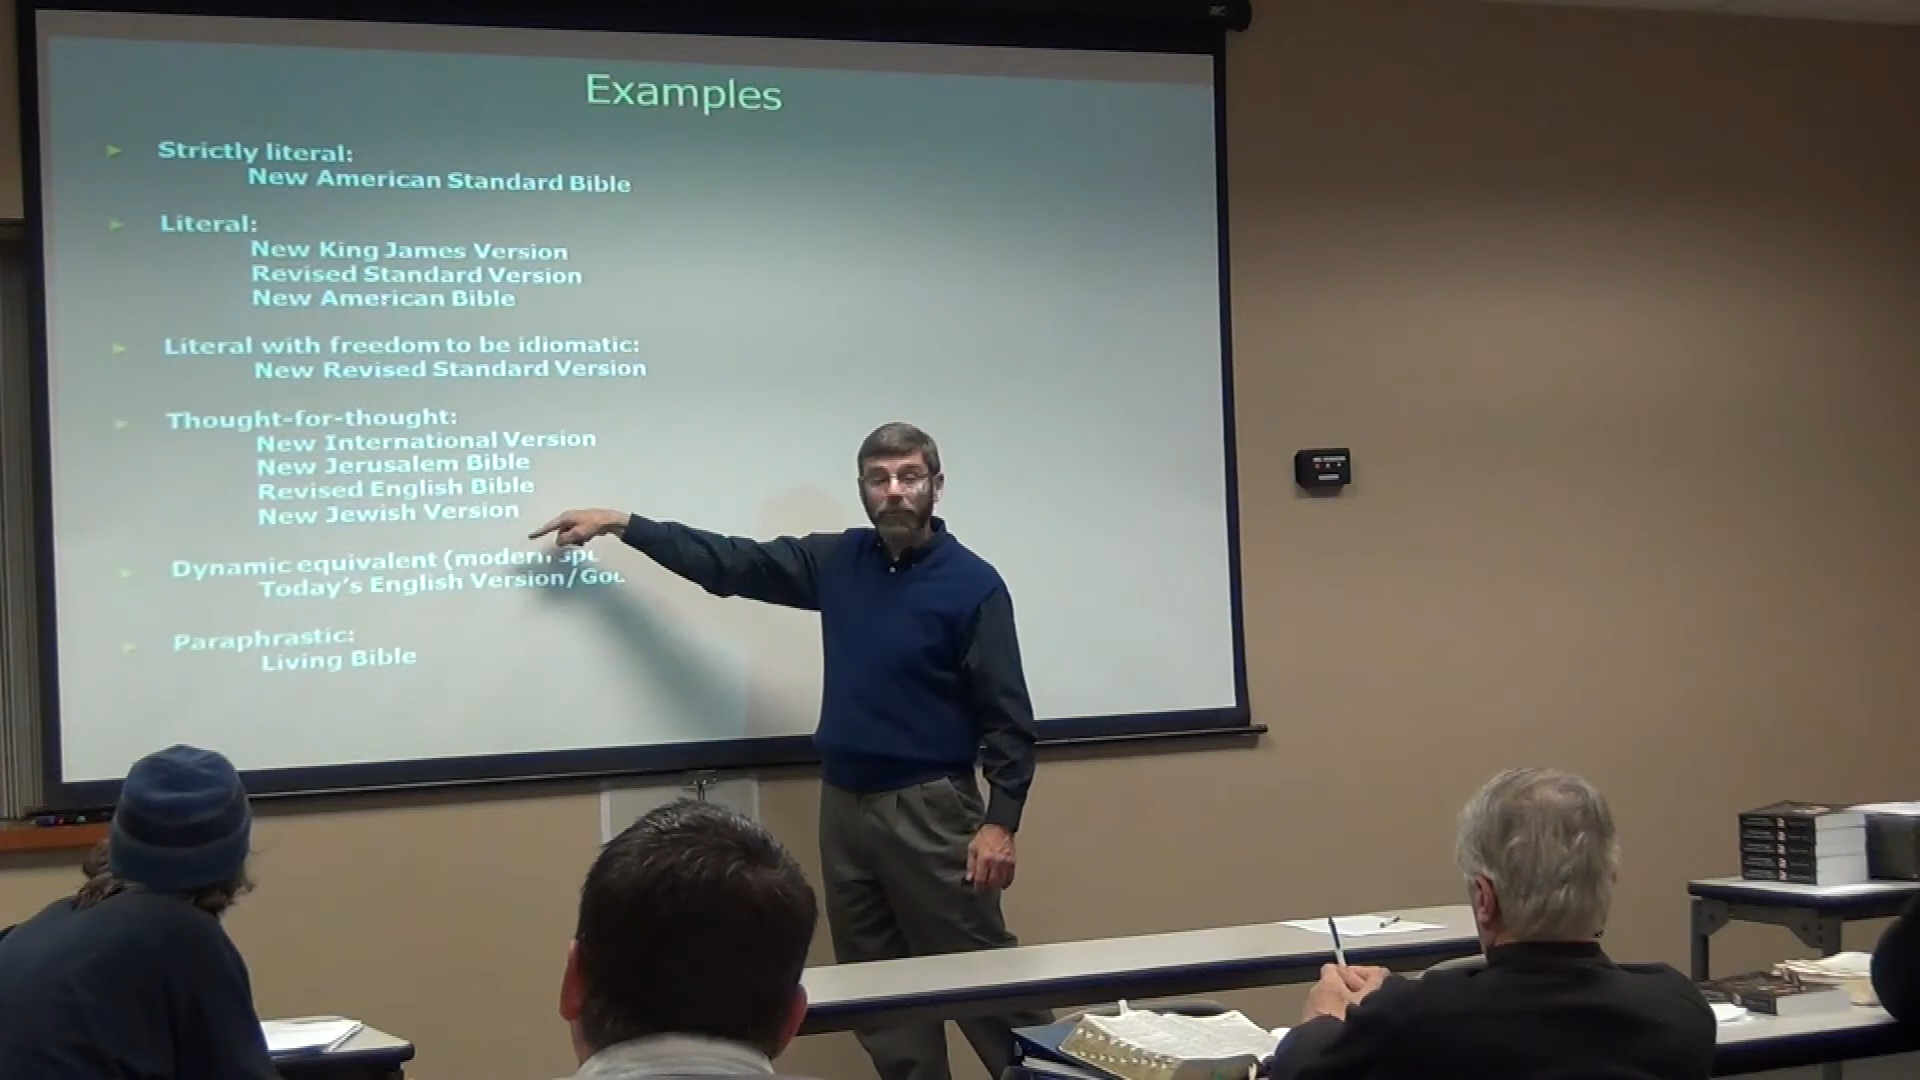 Examples
Strictly literal:
New American Standard Bible
Literal:
New King James Version
Revised Standard Version
New American Bible
Literal with freedom to be idiomatic:
New Revised Standard Version
Thought-for-thought:
New International Version
New Jerusalem Bible
Revised English Bible
New Jewish Version
Dynamic equivalent (modern
Today's English Version/
Paraphrastic:
Living Bible